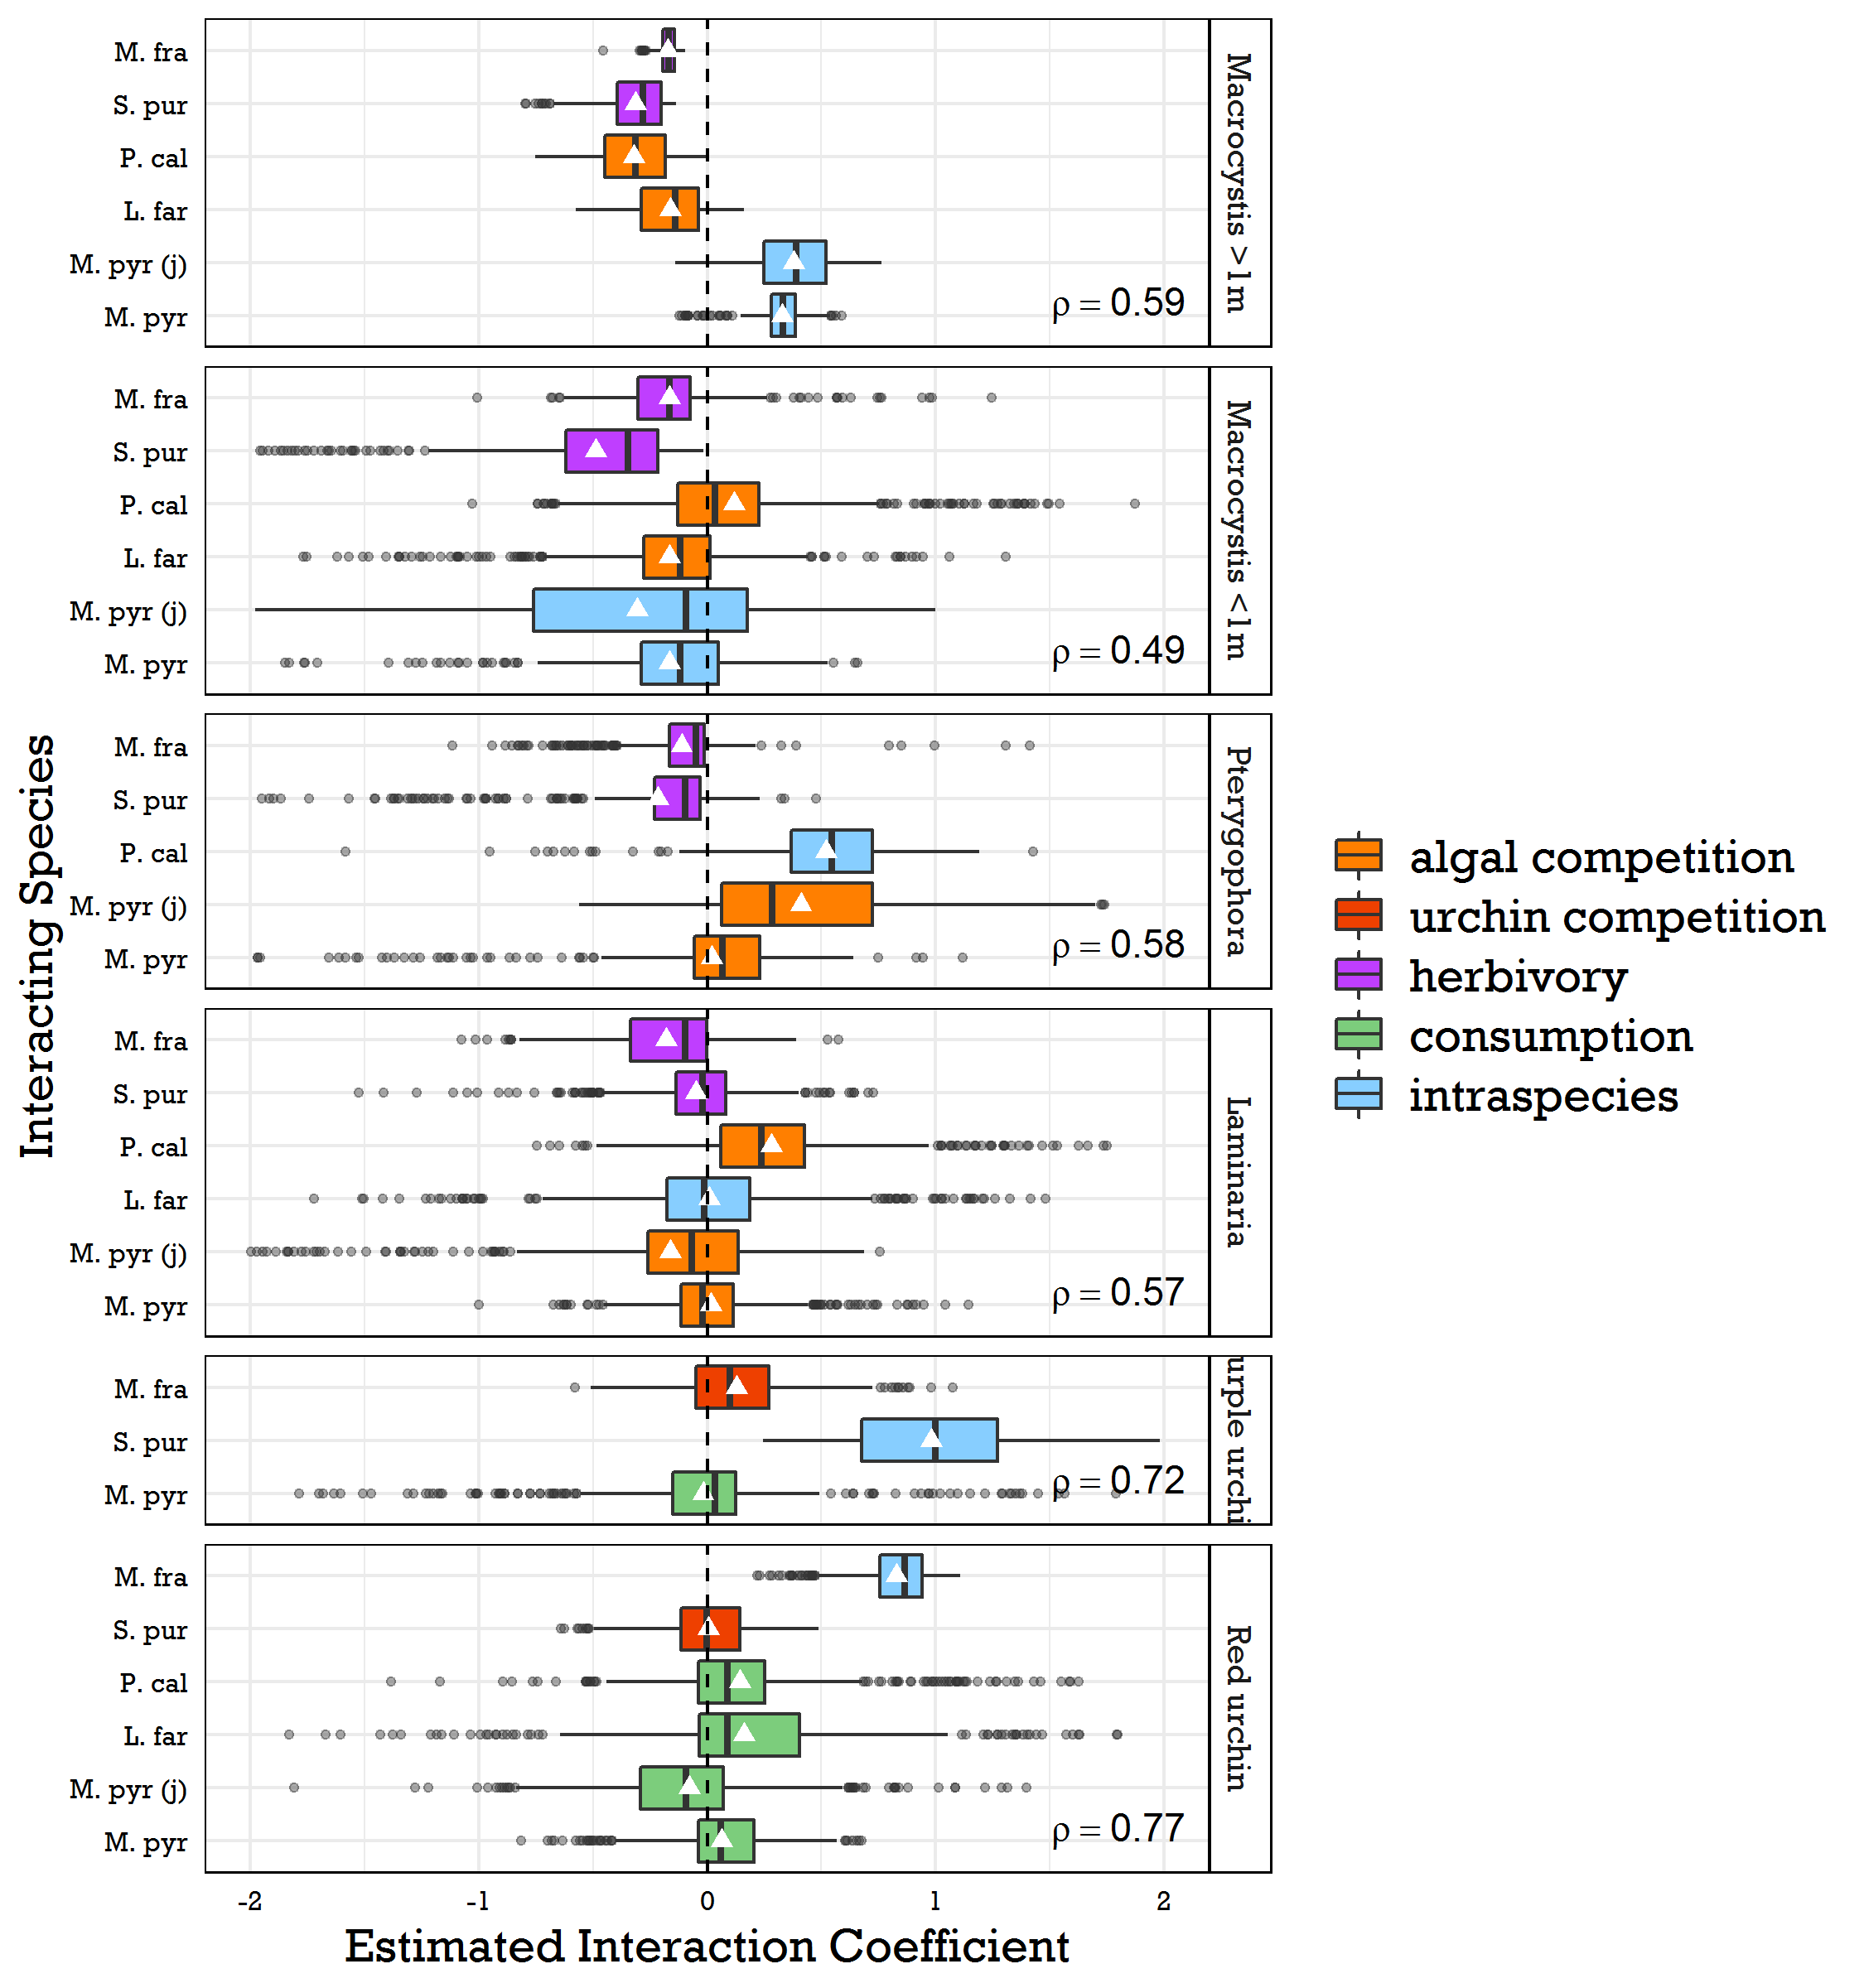 M. fra
S. pur
P. cal
L. far
M. pyr (j)
M. pyr
ρ = 0.59
Macrocystis >1 m
M. fra
S. pur
P. cal
L. far
M. pyr (j)
M. pyr
ρ = 0.49
Macrocystis <1m
M. fra
S. pur
P. cal
M. pyr (j)
M. pyr
ρ = 0.58
Pterygophora
M. fra
S. pur
P. cal
L. far
M. pyr (j)
M. pyr
ρ = 0.57
Laminaria
M. fra
S. pur
M. pyr
ρ = 0.72
urple urchi
M. fra
S. pur
P. cal
L. far
M. pyr (j)
M. pyr
ρ = 0.77
Red urchin
-2
-1
0
1
2
Estimated Interaction Coefficient
Interacting Species
algal competition
urchin competition
herbivory
consumption
intraspecies